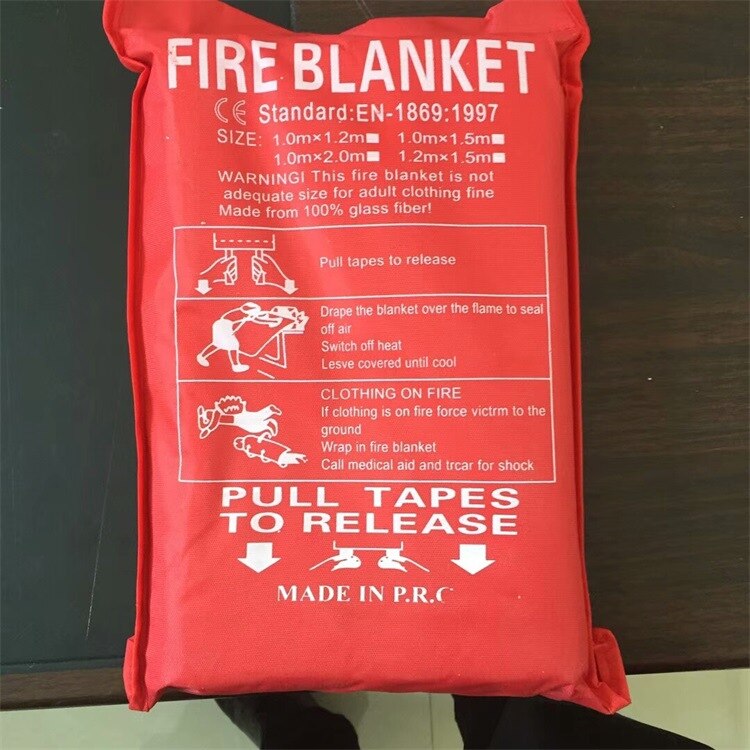 FIRE BLANKET
CE Standard:EN-1869:1997
SIZE: 1.0m×1.2m 1.0m×1.5m
1.0m×2.0m 1.2m×1.5m
WARNING! This fire blanket is not
adequate size for adult clothing fine
Made from 100% glass fiber!
Pull tapes to release
Drape the blanket over the flame to seal
off air
Switch off heat
Lesve covered until cool
CLOTHING ON FIRE
If clothing is on fire force victrm to the
ground
Wrap in fire blanket
Call medical aid and trcar for shock
PULL TAPES
TO RELEASE
MADE IN P.R.C